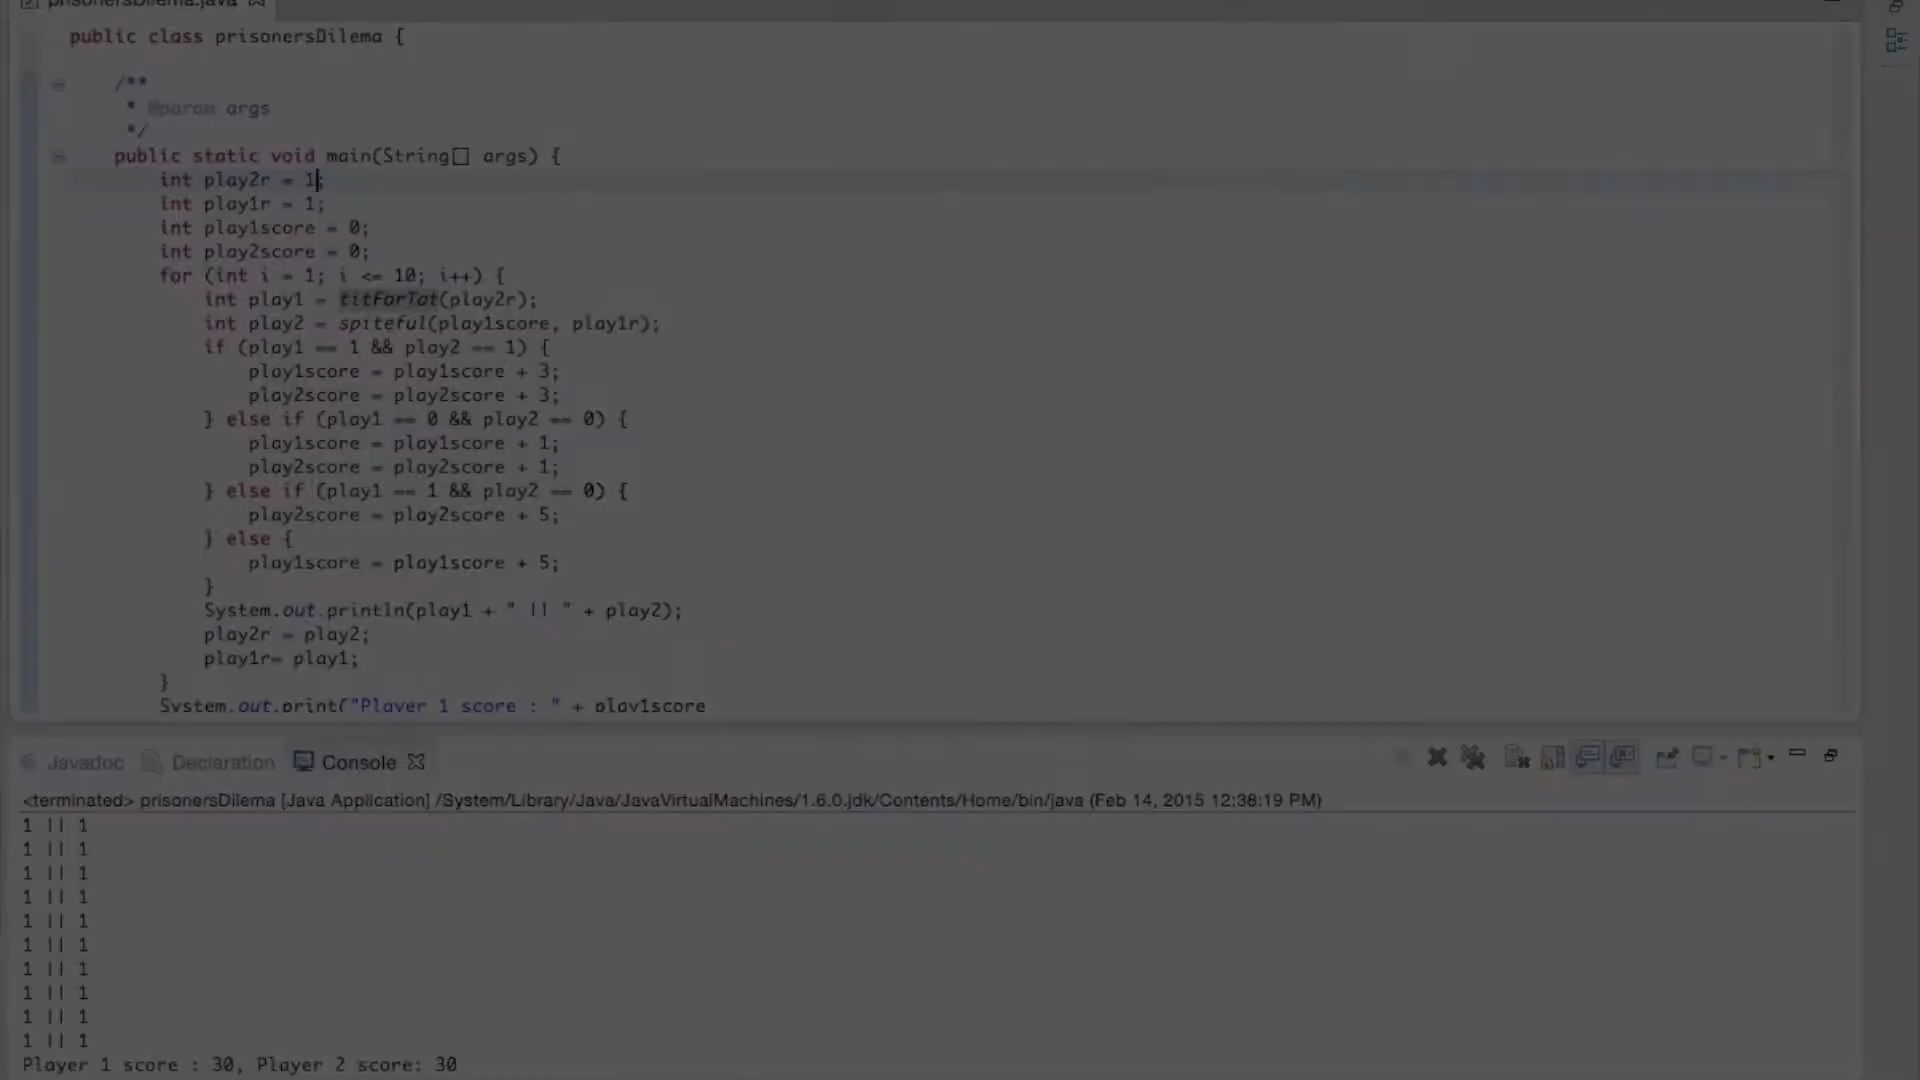 prisonersDilema.java
public class prisonersDilema {
/**
* @param args
*/
public static void main(String[] args) {
int play2r = 1;
int play1r = 1;
int play1score = 0;
int play2score = 0;
for (int i = 1; i <= 10; i++) {
int play1 = titForTat(play2r);
int play2 = spiteful(play1score, play1r);
if (play1 == 1 && play2 == 1) {
play1score = play1score + 3;
play2score = play2score + 3;
} else if (play1 == 0 && play2 == 0) {
play1score = play1score + 1;
play2score = play2score + 1;
} else if (play1 == 1 && play2 == 0) {
play2score = play2score + 5;
} else {
play1score = play1score + 5;
}
System.out.println(play1 + " || " + play2);
play2r = play2;
play1r= play1;
}
System.out.print("Player 1 score : " + play1score
Javadoc Declaration Console
<terminated> prisonersDilema [Java Application] /System/Library/Java/JavaVirtualMachines/1.6.0.jdk/Contents/Home/bin/java (Feb 14, 2015 12:38:19 PM)
1 || 1
1 || 1
1 || 1
1 || 1
1 || 1
1 || 1
1 || 1
1 || 1
1 || 1
1 || 1
Player 1 score : 30, Player 2 score: 30